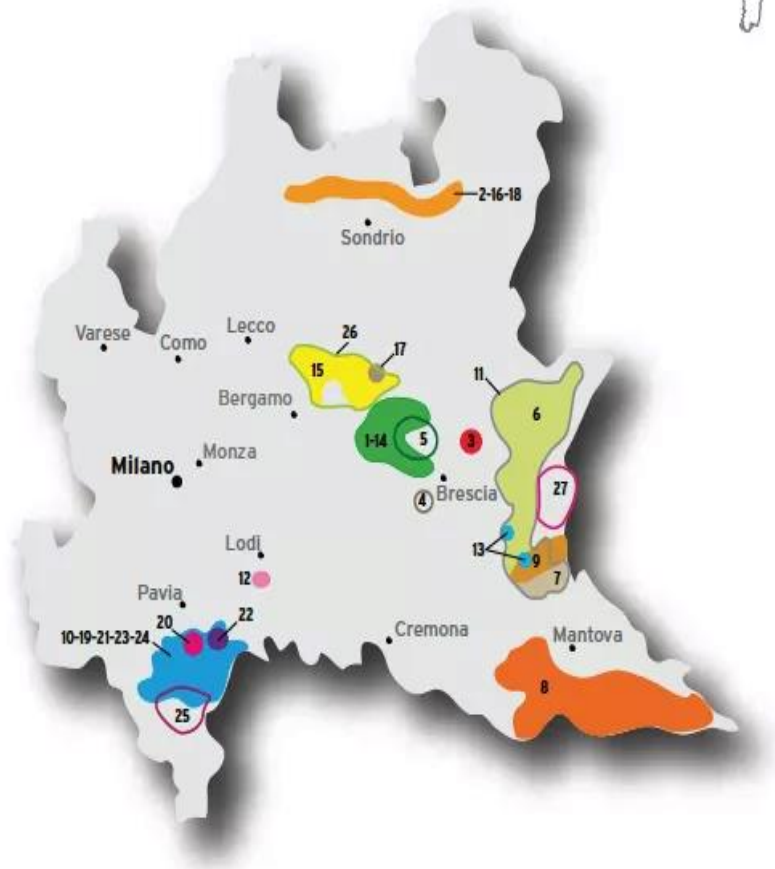 2-16-18
Sondrio
Varese
Como
Lecco
26
17
15
11
6
Bergamo
1-14
5
3
Monza
Milano
Brescia
4
27
Lodi
13
9
12
7
Pavia
20
22
10-19-21-23-24
Cremona
Mantova
8
25